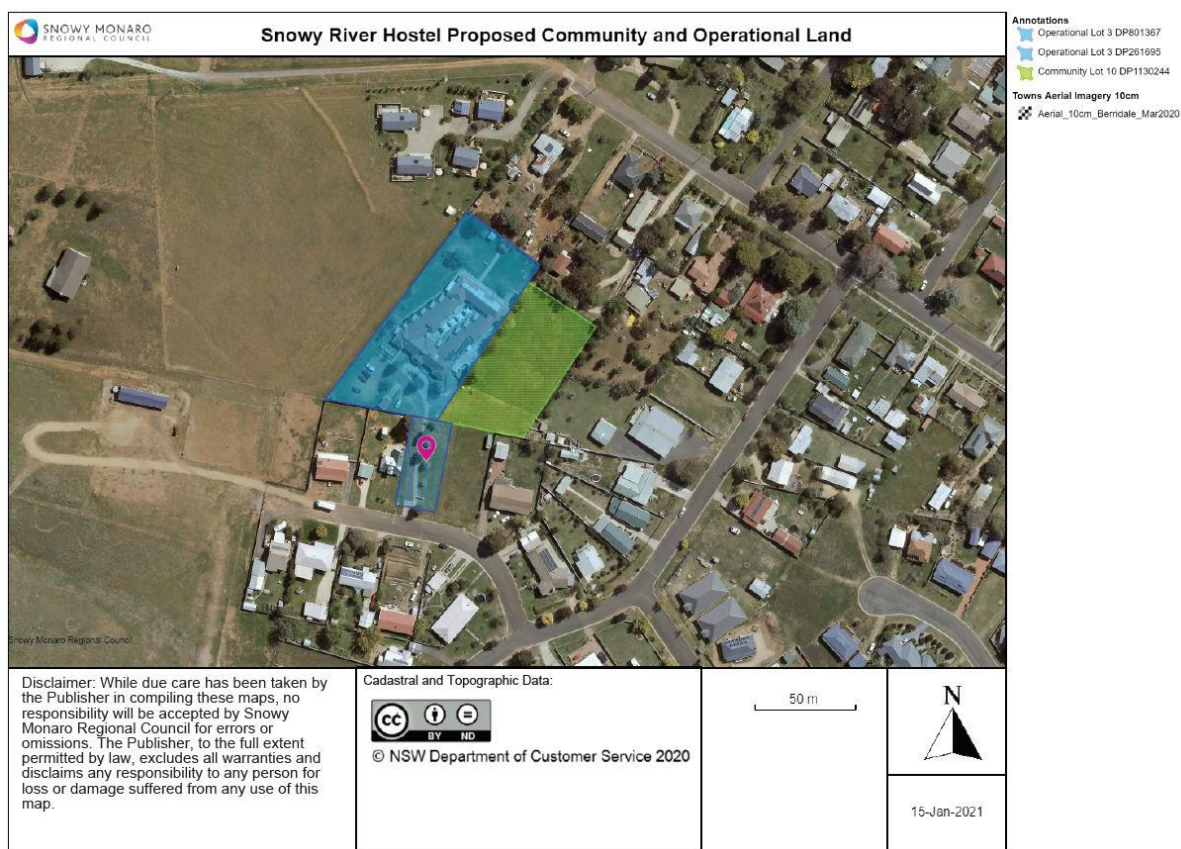 SNOWY MONARO
REGIONAL COUNCIL
Snowy River Hostel Proposed Community and Operational Land
Annotations
Operational Lot 3 DP801367
Operational Lot 3 DP261695
Community Lot 10 DP1130244
Towns Aerial Imagery 10cm
Aerial_10cm_Berridale_Mar2020
Snowy Monaro Regional Council
Disclaimer: While due care has been taken by
the Publisher in compiling these maps, no
responsibility will be accepted by Snowy
Monaro Regional Council for errors or
omissions. The Publisher, to the full extent
permitted by law, excludes all warranties and
disclaims any responsibility to any person for
loss or damage suffered from any use of this
map.
Cadastral and Topographic Data:
cc
BY ND
© NSW Department of Customer Service 2020
50 m
N
15-Jan-2021